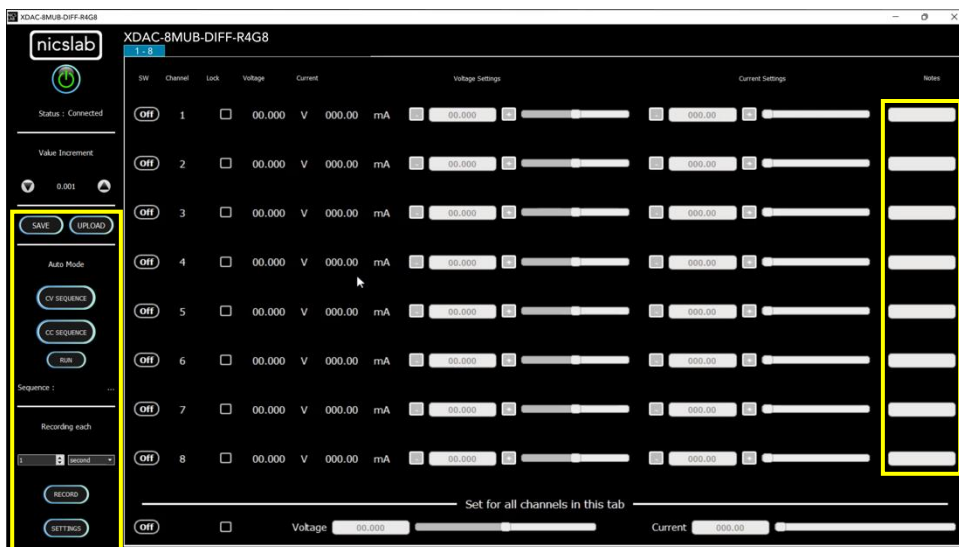 XDAC-8MUB-DIFF-R4G8
nicslab
XDAC-8MUB-DIFF-R4G8
1 - 8
SW Channel Lock Voltage Current Voltage Settings Current Settings Notes
Status : Connected
Value Increment
0.001
SAVE UPLOAD
Auto Mode
CV SEQUENCE
CC SEQUENCE
RUN
Sequence : ...
Recording each
1 second
RECORD
SETTINGS
Off 1 00.000 V 000.00 mA - 00.000 + - 000.00 +
Off 2 00.000 V 000.00 mA - 00.000 + - 000.00 +
Off 3 00.000 V 000.00 mA - 00.000 + - 000.00 +
Off 4 00.000 V 000.00 mA - 00.000 + - 000.00 +
Off 5 00.000 V 000.00 mA - 00.000 + - 000.00 +
Off 6 00.000 V 000.00 mA - 00.000 + - 000.00 +
Off 7 00.000 V 000.00 mA - 00.000 + - 000.00 +
Off 8 00.000 V 000.00 mA - 00.000 + - 000.00 +
Set for all channels in this tab
Off Voltage 00.000 Current 000.00